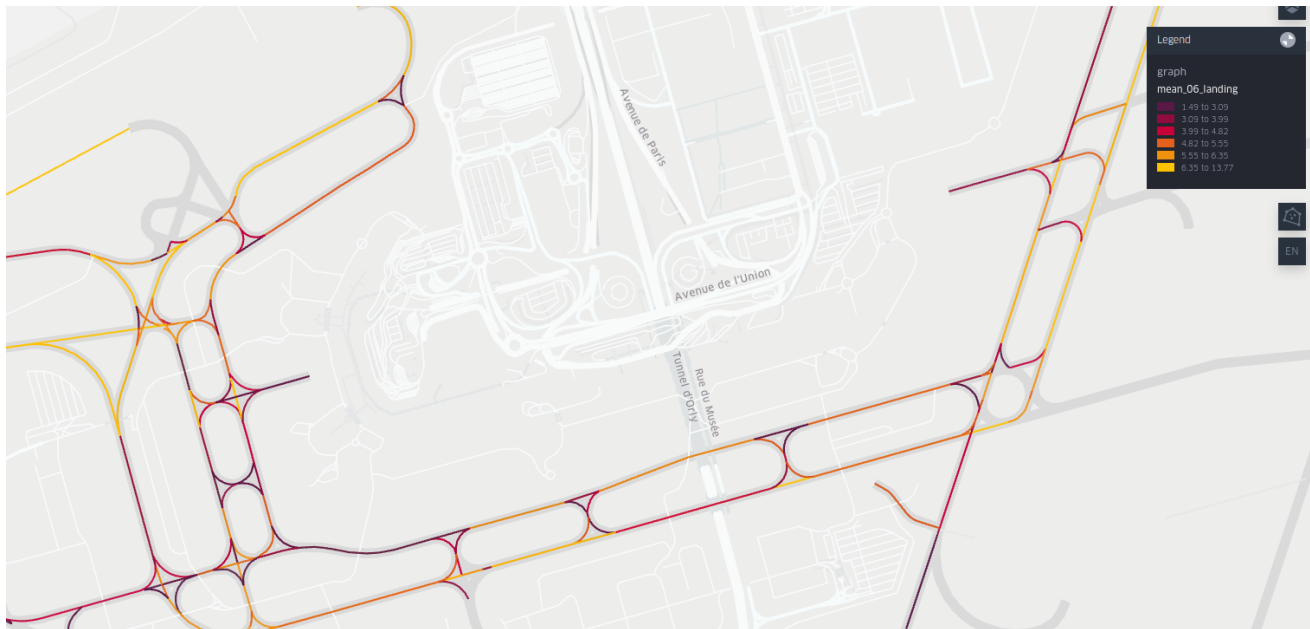 Legend
graph
mean_06_landing
1.49 to 3.09
3.09 to 3.99
3.99 to 4.82
4.82 to 5.55
5.55 to 6.35
6.35 to 13.77
EN
Avenue de Paris
Avenue de l'Union
Tunnel d'Orly
Rue du Musée